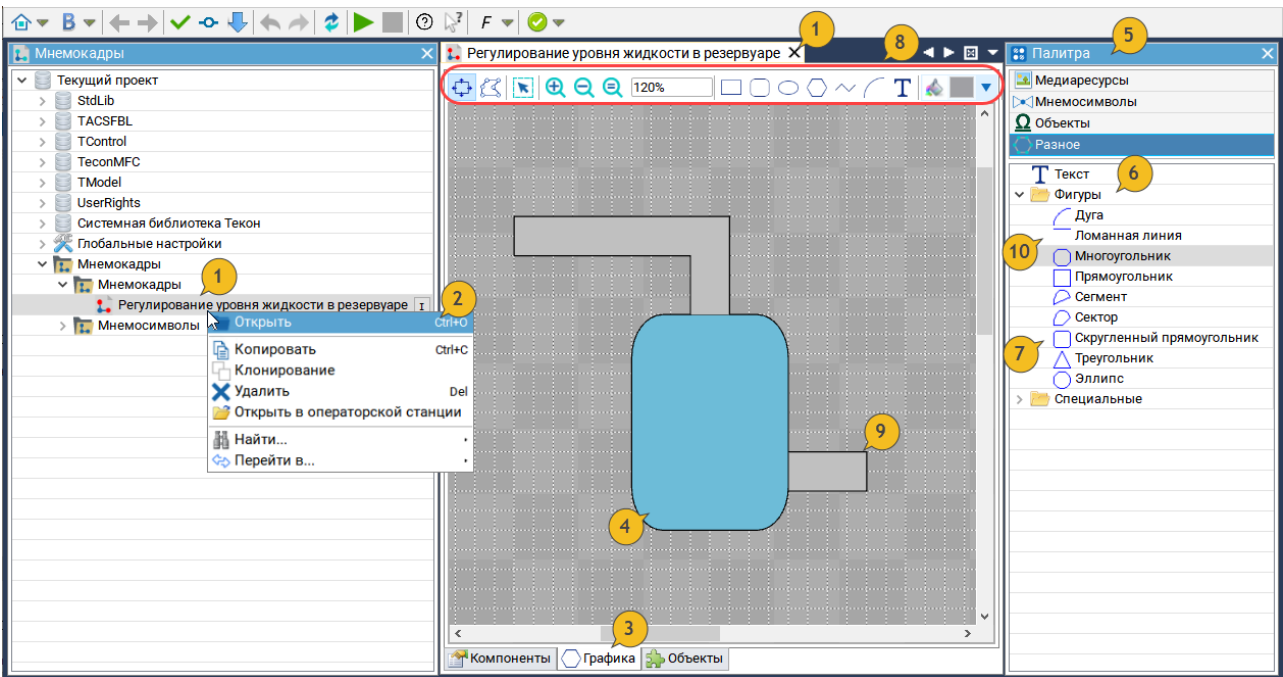 B F
Мнемокадры
Текущий проект
StdLib
TACSFBL
TControl
TeconMFC
TModel
UserRights
Системная библиотека Текон
Глобальные настройки
Мнемокадры
Мнемокадры
1
Регулирование уровня жидкости в резервуаре I
Мнемосимволы
Открыть Ctrl+O
2
Копировать Ctrl+C
Клонирование
Удалить Del
Открыть в операторской станции
Найти...
Перейти в...
Регулирование уровня жидкости в резервуаре
1
8
120% T
9
4
3
Компоненты Графика Объекты
Палитра
5
Медиаресурсы
Мнемосимволы
Объекты
Разное
T Текст
6
Фигуры
Дуга
Ломанная линия
10
Многоугольник
Прямоугольник
Сегмент
Сектор
Скругленный прямоугольник
7
Треугольник
Эллипс
Специальные